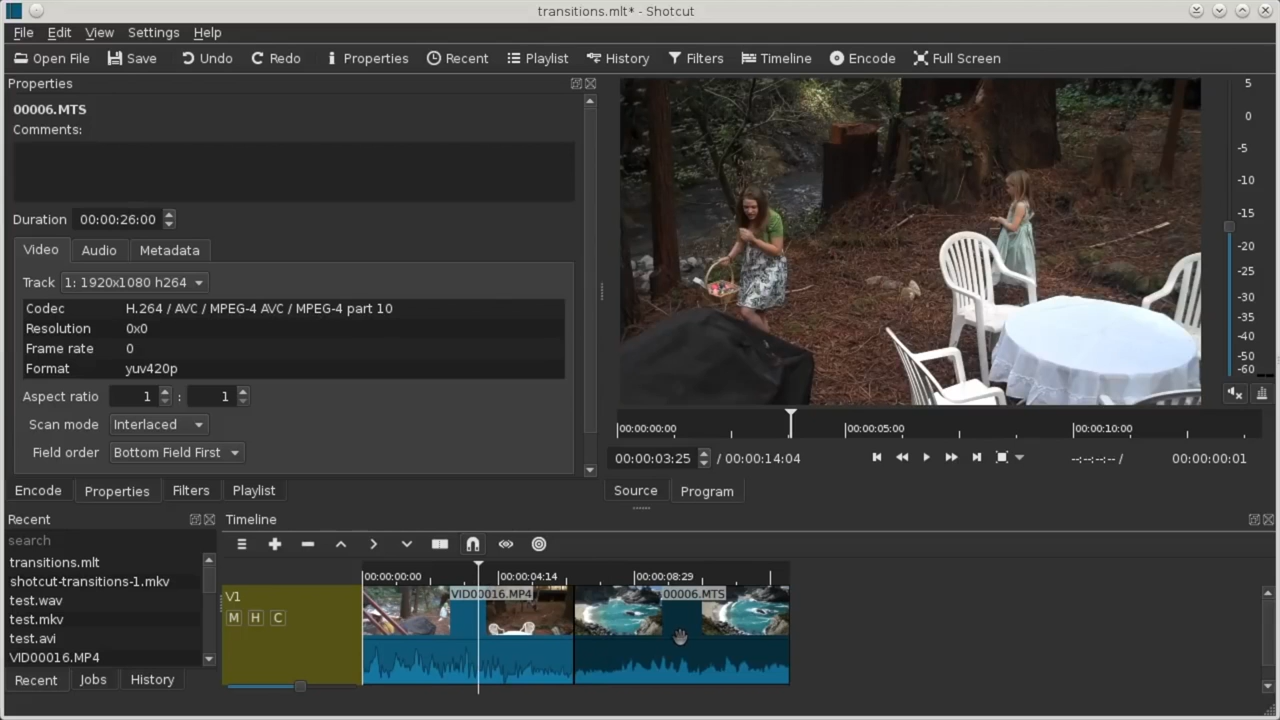 transitions.mlt* - Shotcut
File Edit View Settings Help
Open File Save Undo Redo Properties Recent Playlist History Filters Timeline Encode Full Screen
Properties
00006.MTS
Comments:
Duration 00:00:26:00
Video Audio Metadata
Track 1: 1920x1080 h264
Codec H.264 / AVC / MPEG-4 AVC / MPEG-4 part 10
Resolution 0x0
Frame rate 0
Format yuv420p
Aspect ratio 1 : 1
Scan mode Interlaced
Field order Bottom Field First
Encode Properties Filters Playlist
5
0
-5
-10
-15
-20
-25
-30
-35
-40
-50
-60
00:00:00:00 00:00:05:00 00:00:10:00
00:00:03:25 / 00:00:14:04 --:--:--:-- / 00:00:00:01
Source Program
Recent
search
transitions.mlt
shotcut-transitions-1.mkv
test.wav
test.mkv
test.avi
VID00016.MP4
Recent Jobs History
Timeline
00:00:00:00 00:00:04:14 00:00:08:29
V1
M H C
VID00016.MP4 00006.MTS